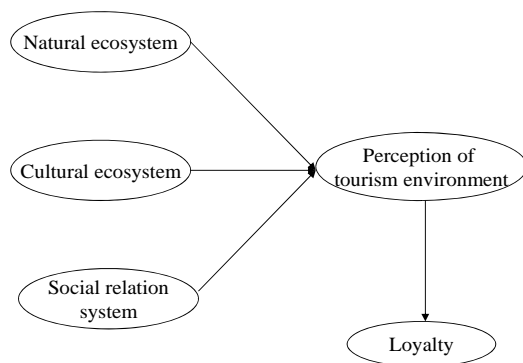 Natural ecosystem
Cultural ecosystem
Perception of
tourism environment
Social relation
system
Loyalty